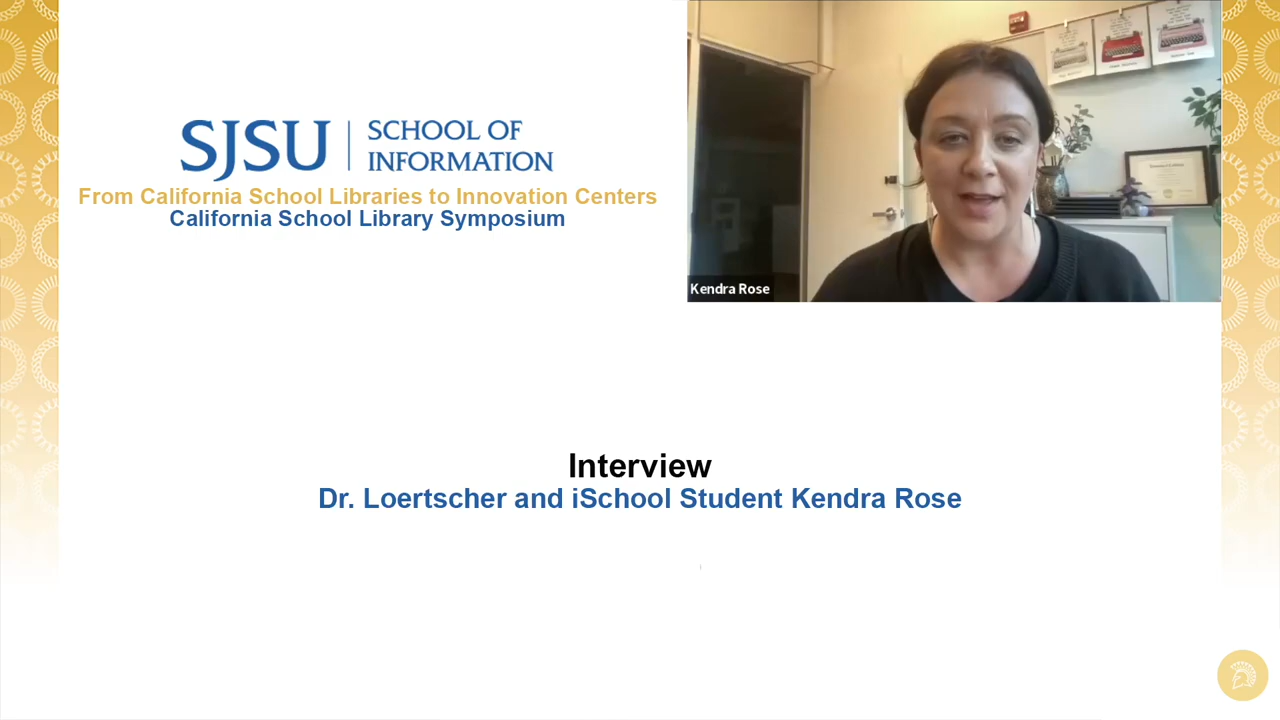 SJSU | SCHOOL OF
INFORMATION
From California School Libraries to Innovation Centers
California School Library Symposium
Kendra Rose
Interview
Dr. Loertscher and iSchool Student Kendra Rose